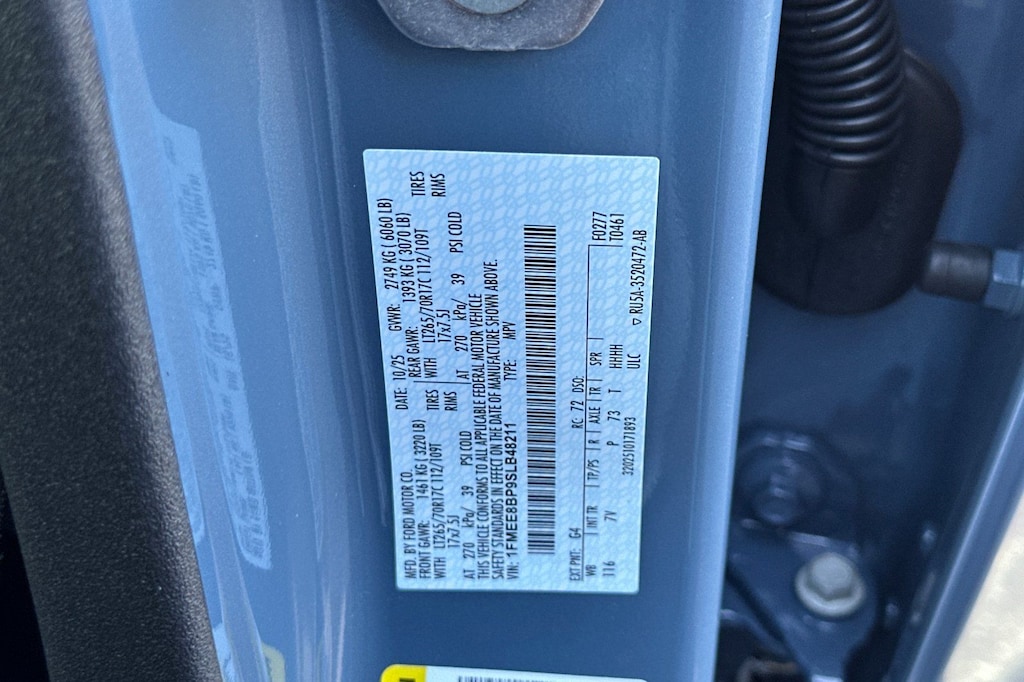 MFD. BY FORD MOTOR CO. DATE: 10/25 GVWR: 2749 KG ( 6060 LB)
FRONT GAWR: 1461 KG ( 3220 LB) REAR GAWR: 1393 KG ( 3070 LB)
WITH LT265/70R17C 112/109T TIRES WITH LT265/70R17C 112/109T TIRES
17x7.5J RIMS 17x7.5J RIMS
AT 270 kPa/ 39 PSI COLD AT 270 kPa/ 39 PSI COLD
THIS VEHICLE CONFORMS TO ALL APPLICABLE FEDERAL MOTOR VEHICLE
SAFETY STANDARDS IN EFFECT ON THE DATE OF MANUFACTURE SHOWN ABOVE.
VIN: 1FMEE8BP9SLB48211 TYPE: MPV
EXT PNT: G4 RC: 72 DSO: F0277
WB INT TR TP/PS R AXLE TR SPR T0461
116 7V P 73 T HHHH
3202510171893 ULC ▽ RU5A-3520472-AB